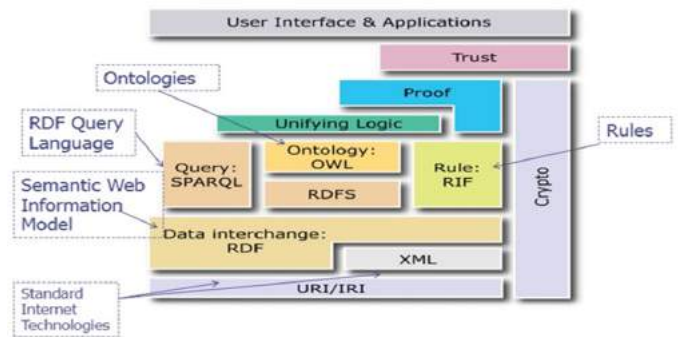 User Interface & Applications
Trust
Ontologies
Proof
RDF Query
Language
Unifying Logic
Rules
Query:
SPARQL
Ontology:
OWL
Rule:
RIF
RDFS
Crypto
Semantic Web
Information
Model
Data interchange:
RDF
XML
Standard
Internet
Technologies
URI/IRI